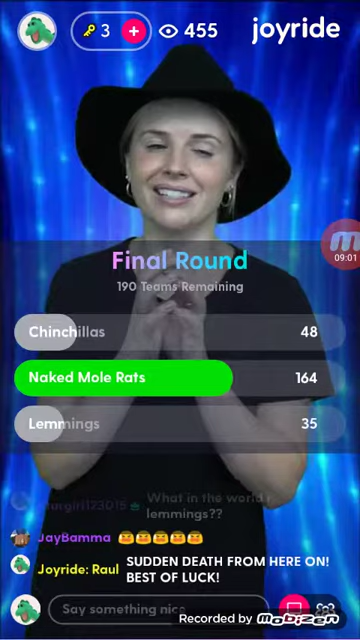 3
455
joyride
Final Round
190 Teams Remaining
09:01
Chinchillas 48
Naked Mole Rats 164
Lemmings 35
What in the world
lemmings??
JayBamma
Joyride: Raul SUDDEN DEATH FROM HERE ON!
BEST OF LUCK!
Say something nice
Recorded by Mobizen